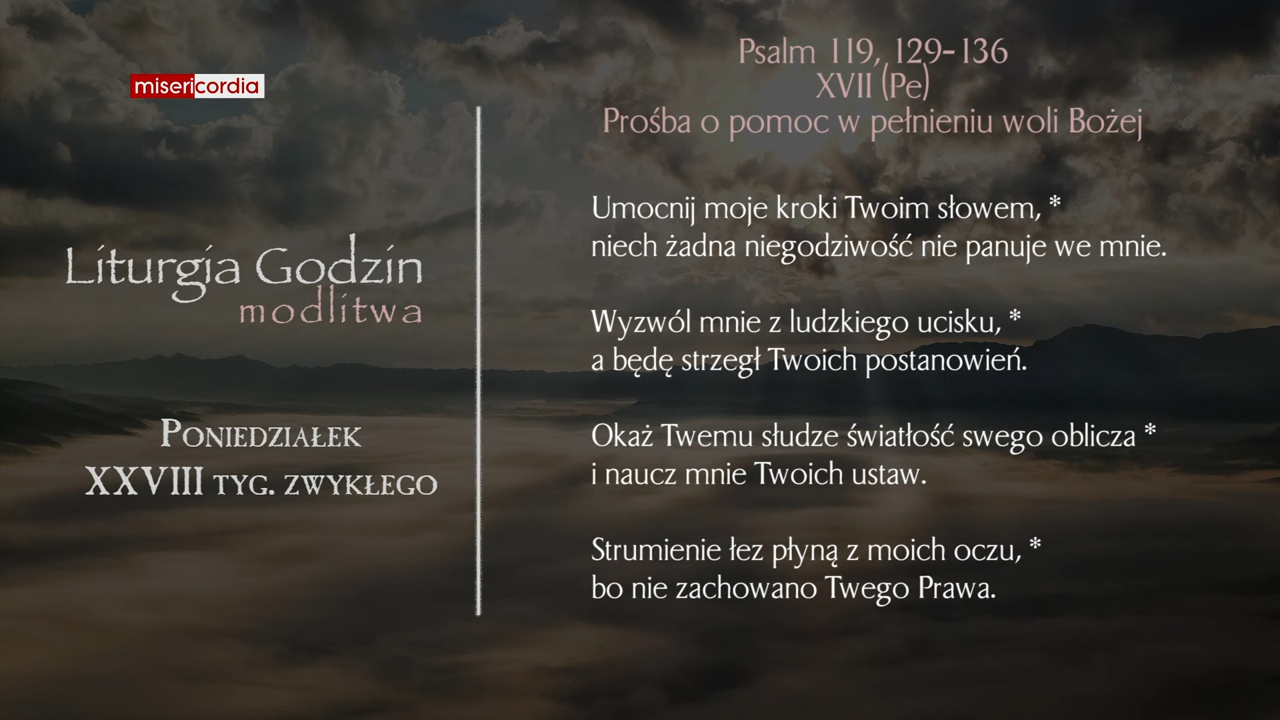 misericordia
Liturgia Godzin
modlitwa
Poniedziałek
XXVIII tyg. zwykłego
Psalm 119, 129-136
XVII (Pe)
Prośba o pomoc w pełnieniu woli Bożej
Umocnij moje kroki Twoim słowem, *
niech żadna niegodziwość nie panuje we mnie.
Wyzwól mnie z ludzkiego ucisku, *
a będę strzegł Twoich postanowień.
Okaż Twemu słudze światłość swego oblicza *
i naucz mnie Twoich ustaw.
Strumienie łez płyną z moich oczu, *
bo nie zachowano Twego Prawa.